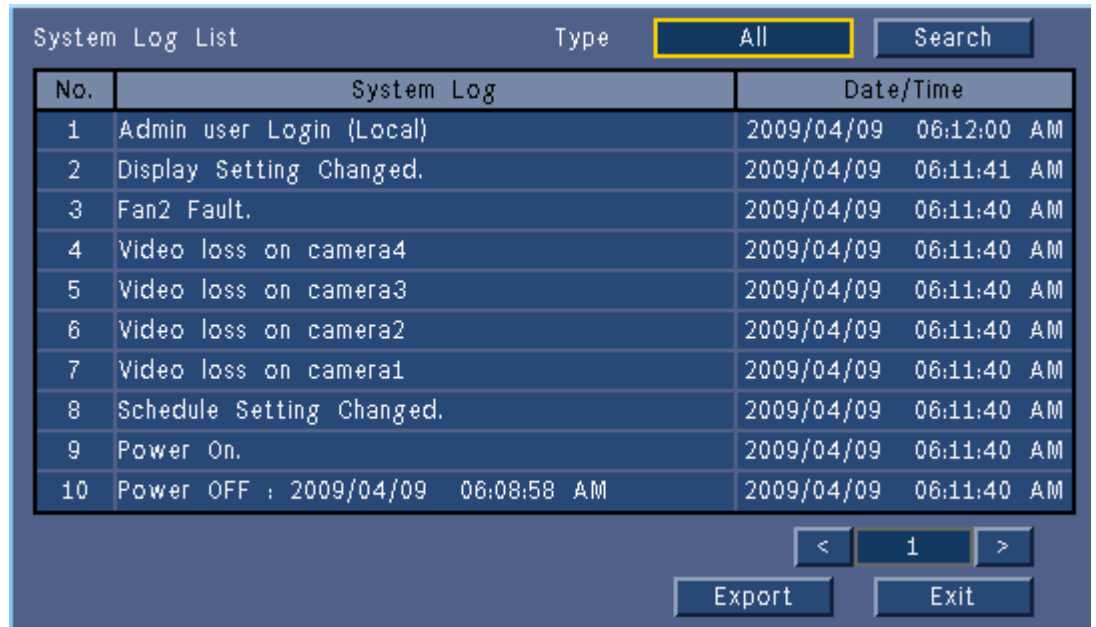 System Log List Type All Search
No. System Log Date/Time
1 Admin user Login (Local) 2009/04/09 06:12:00 AM
2 Display Setting Changed. 2009/04/09 06:11:41 AM
3 Fan2 Fault. 2009/04/09 06:11:40 AM
4 Video loss on camera4 2009/04/09 06:11:40 AM
5 Video loss on camera3 2009/04/09 06:11:40 AM
6 Video loss on camera2 2009/04/09 06:11:40 AM
7 Video loss on camera1 2009/04/09 06:11:40 AM
8 Schedule Setting Changed. 2009/04/09 06:11:40 AM
9 Power On. 2009/04/09 06:11:40 AM
10 Power OFF : 2009/04/09 06:08:58 AM 2009/04/09 06:11:40 AM
< 1 >
Export Exit